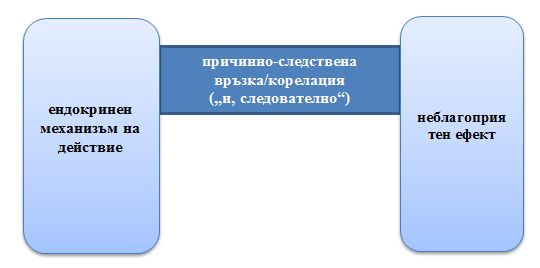 ендокринен
механизъм на
действие
причинно-следствена
връзка/корелация
(„и, следователно“)
неблагоприя
тен ефект